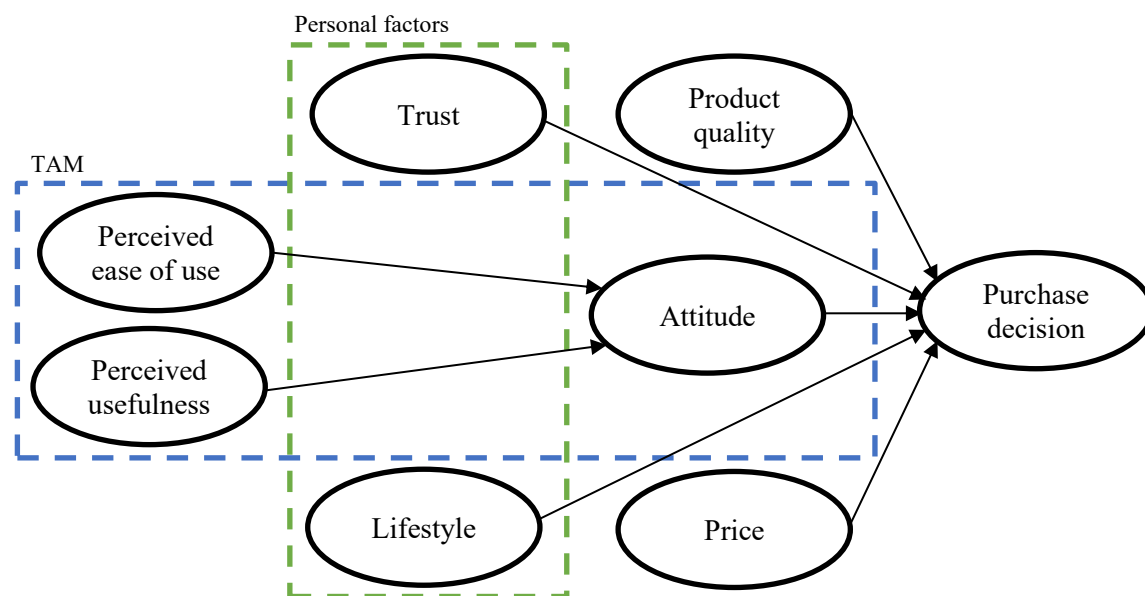 Personal factors
Trust
Product
quality
TAM
Perceived
ease of use
Attitude
Purchase
decision
Perceived
usefulness
Lifestyle
Price